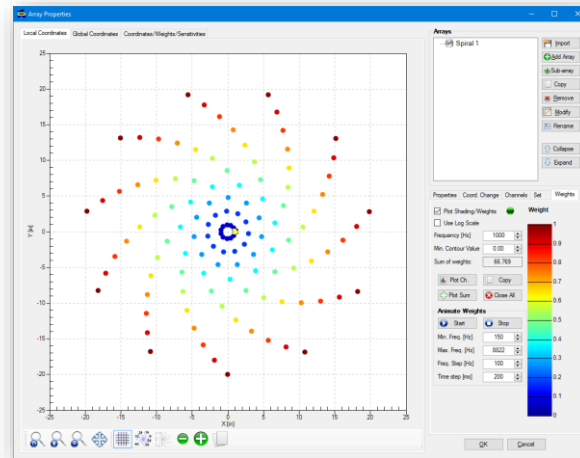 Array Properties
Local Coordinates Global Coordinates Coordinates/Weights/Sensitivities
25
20
15
10
5
0
-5
-10
-15
-20
-25
Y [in]
-25 -20 -15 -10 -5 0 5 10 15 20 25
X [in]
Arrays
Spiral 1
Import
Add Array
Sub-array
Copy
Remove
Modify
Rename
Collapse
Expand
Properties Coord. Change Channels Set Weights
Plot Shading/Weights
Use Log Scale
Frequency [Hz] 1000
Min. Contour Value 0.00
Sum of weights: 66.769
Plot Ch. Copy
Plot Sum Close All
Animate Weights
Start Stop
Min. Freq. [Hz] 150
Max. Freq. [Hz] 8822
Freq. Step [Hz] 100
Time step [ms] 200
Weight
1
0.9
0.8
0.7
0.6
0.5
0.4
0.3
0.2
0.1
0
OK Cancel